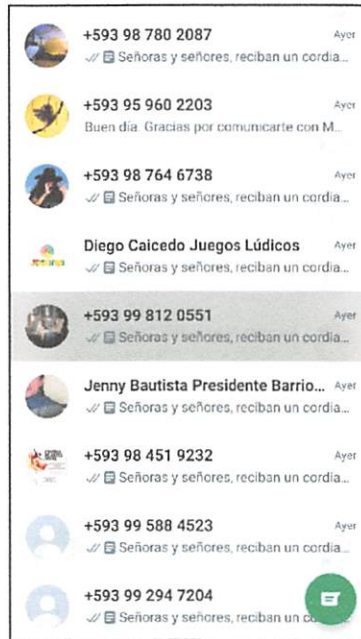 +593 98 780 2087
Ayer
Señoras y señores, reciban un cordia...
+593 95 960 2203
Ayer
Buen día. Gracias por comunicarte con M...
+593 98 764 6738
Ayer
Señoras y señores, reciban un cordia...
Diego Caicedo Juegos Lúdicos
Ayer
Señoras y señores, reciban un cordia...
+593 99 812 0551
Ayer
Señoras y señores, reciban un cordia...
Jenny Bautista Presidente Barrio...
Ayer
Señoras y señores, reciban un cordia...
+593 98 451 9232
Ayer
Señoras y señores, reciban un cordia...
+593 99 588 4523
Ayer
Señoras y señores, reciban un cordia...
+593 99 294 7204
Señoras y señores, reciban un